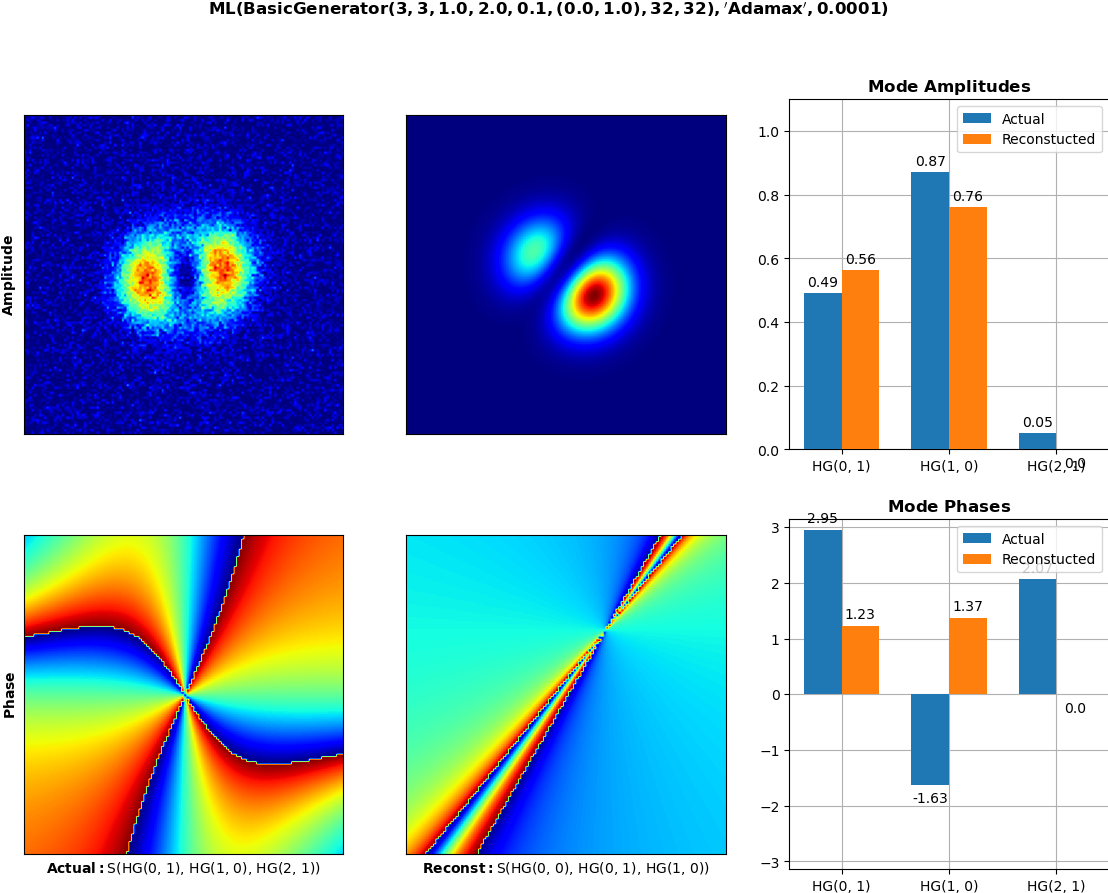 ML(BasicGenerator(3, 3, 1.0, 2.0, 0.1, (0.0, 1.0), 32, 32), ′Adamax′, 0.0001)
Amplitude
Mode Amplitudes
Actual
Reconstucted
1.0
0.8
0.6
0.4
0.2
0.0
0.49
0.56
0.87
0.76
0.05
0.0
HG(0, 1)
HG(1, 0)
HG(2, 1)
Phase
Actual: S(HG(0, 1), HG(1, 0), HG(2, 1))
Reconst: S(HG(0, 0), HG(0, 1), HG(1, 0))
Mode Phases
Actual
Reconstucted
3
2
1
0
−1
−2
−3
2.95
1.23
-1.63
1.37
2.07
0.0
HG(0, 1)
HG(1, 0)
HG(2, 1)